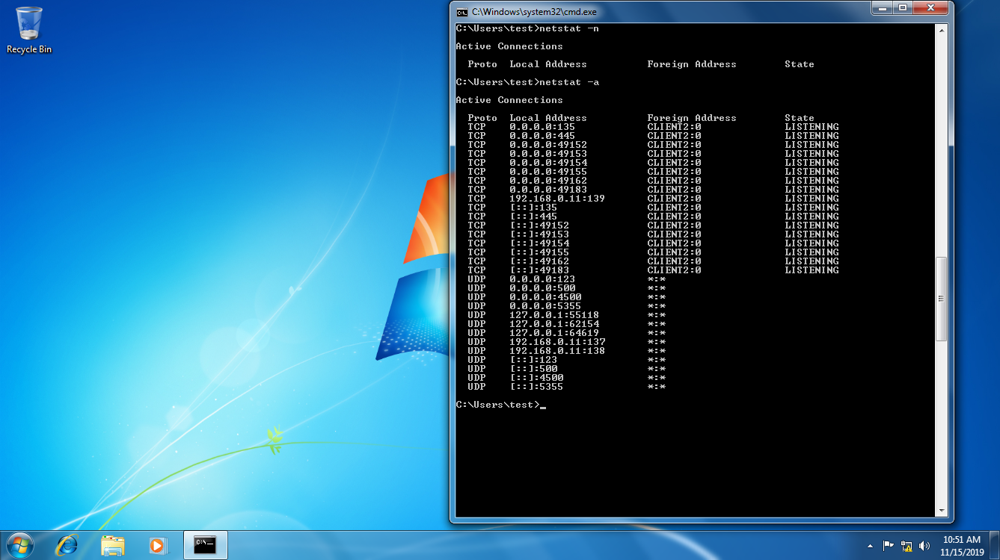 Recycle Bin
C:\Windows\system32\cmd.exe
C:\Users\test>netstat -n
Active Connections
Proto Local Address Foreign Address State
C:\Users\test>netstat -a
Active Connections
Proto Local Address Foreign Address State
TCP 0.0.0.0:135 CLIENT2:0 LISTENING
TCP 0.0.0.0:445 CLIENT2:0 LISTENING
TCP 0.0.0.0:49152 CLIENT2:0 LISTENING
TCP 0.0.0.0:49153 CLIENT2:0 LISTENING
TCP 0.0.0.0:49154 CLIENT2:0 LISTENING
TCP 0.0.0.0:49155 CLIENT2:0 LISTENING
TCP 0.0.0.0:49162 CLIENT2:0 LISTENING
TCP 0.0.0.0:49183 CLIENT2:0 LISTENING
TCP 192.168.0.11:139 CLIENT2:0 LISTENING
TCP [::]:135 CLIENT2:0 LISTENING
TCP [::]:445 CLIENT2:0 LISTENING
TCP [::]:49152 CLIENT2:0 LISTENING
TCP [::]:49153 CLIENT2:0 LISTENING
TCP [::]:49154 CLIENT2:0 LISTENING
TCP [::]:49155 CLIENT2:0 LISTENING
TCP [::]:49162 CLIENT2:0 LISTENING
TCP [::]:49183 CLIENT2:0 LISTENING
UDP 0.0.0.0:123 *:*
UDP 0.0.0.0:500 *:*
UDP 0.0.0.0:4500 *:*
UDP 0.0.0.0:5355 *:*
UDP 127.0.0.1:55118 *:*
UDP 127.0.0.1:62154 *:*
UDP 127.0.0.1:64619 *:*
UDP 192.168.0.11:137 *:*
UDP 192.168.0.11:138 *:*
UDP [::]:123 *:*
UDP [::]:500 *:*
UDP [::]:4500 *:*
UDP [::]:5355 *:*
C:\Users\test>_
10:51 AM
11/15/2019